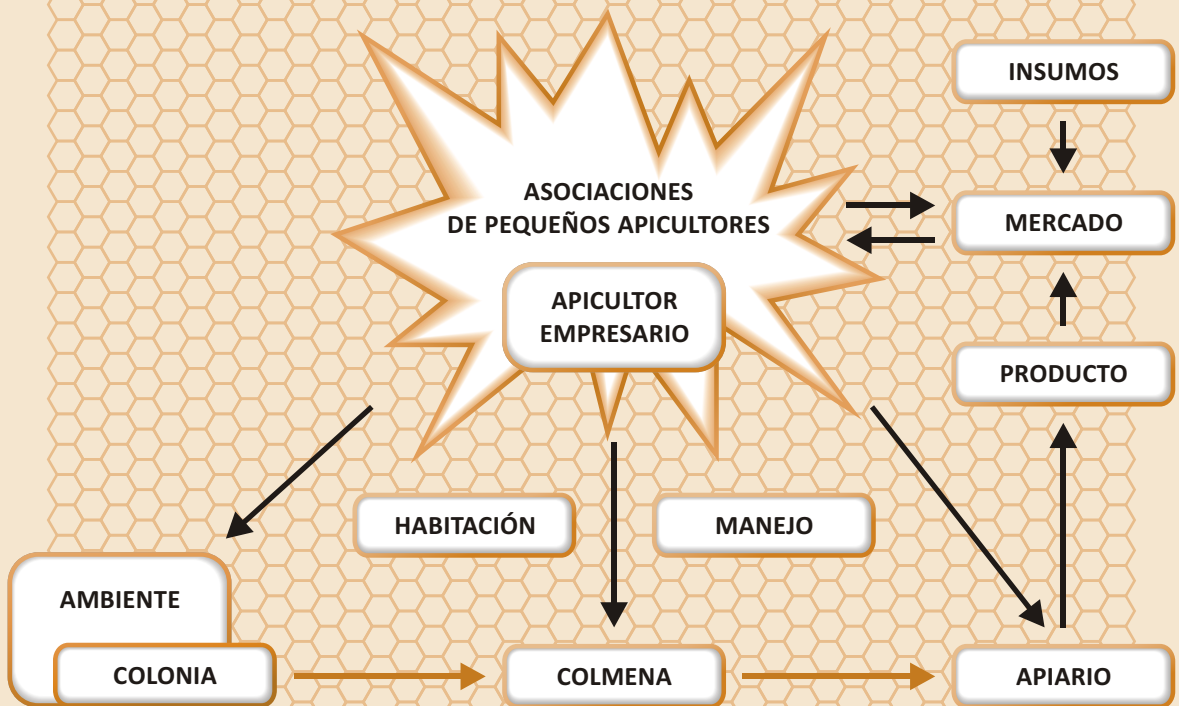 INSUMOS
ASOCIACIONES
DE PEQUEÑOS APICULTORES
MERCADO
APICULTOR
EMPRESARIO
PRODUCTO
HABITACIÓN
MANEJO
AMBIENTE
COLONIA
COLMENA
APIARIO